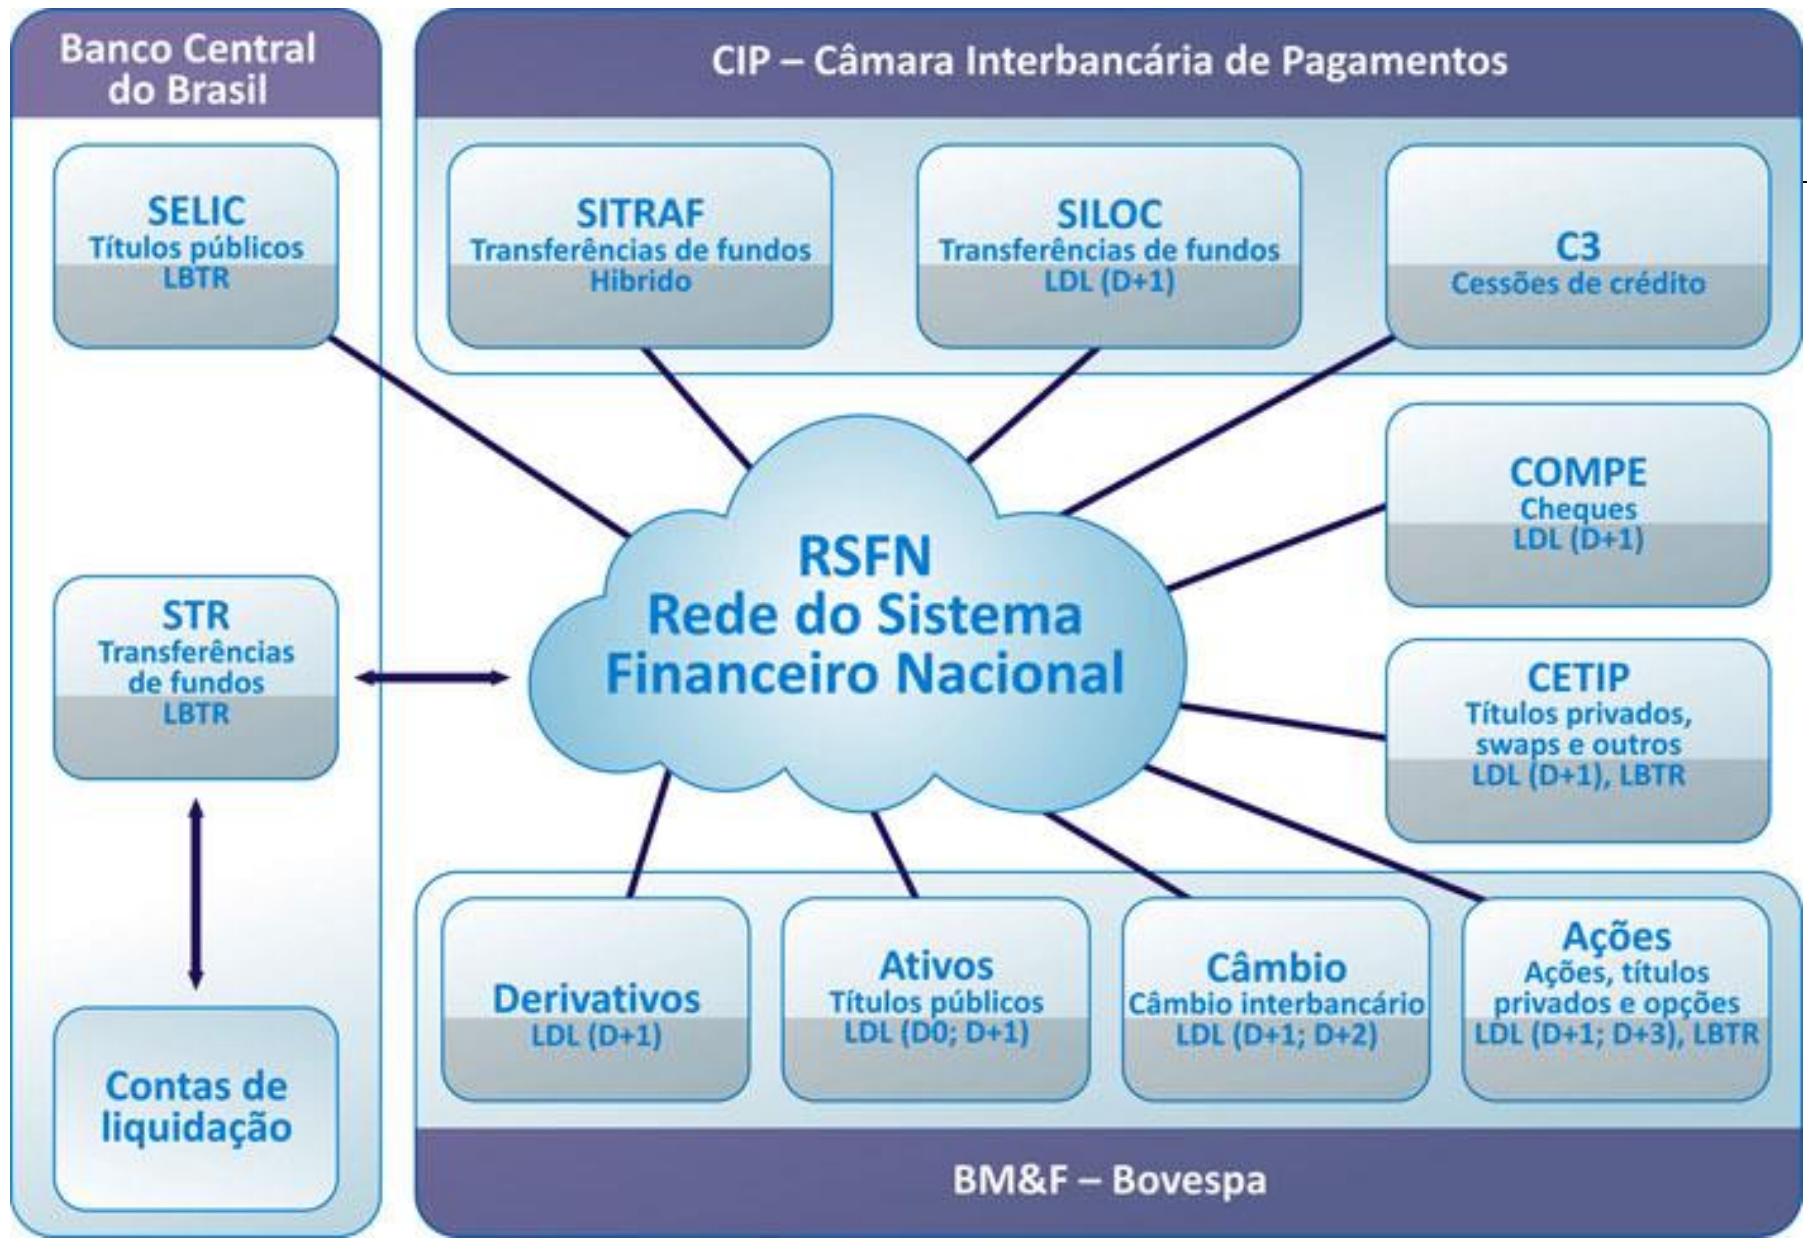 Banco Central
do Brasil
SELIC
Títulos públicos
LBTR
STR
Transferências
de fundos
LBTR
Contas de
liquidação
CIP – Câmara Interbancária de Pagamentos
SITRAF
Transferências de fundos
Hibrido
SILOC
Transferências de fundos
LDL (D+1)
C3
Cessões de crédito
RSFN
Rede do Sistema
Financeiro Nacional
COMPE
Cheques
LDL (D+1)
CETIP
Títulos privados,
swaps e outros
LDL (D+1), LBTR
Derivativos
LDL (D+1)
Ativos
Títulos públicos
LDL (D0; D+1)
Câmbio
Câmbio interbancário
LDL (D+1; D+2)
Ações
Ações, títulos
privados e opções
LDL (D+1; D+3), LBTR
BM&F – Bovespa